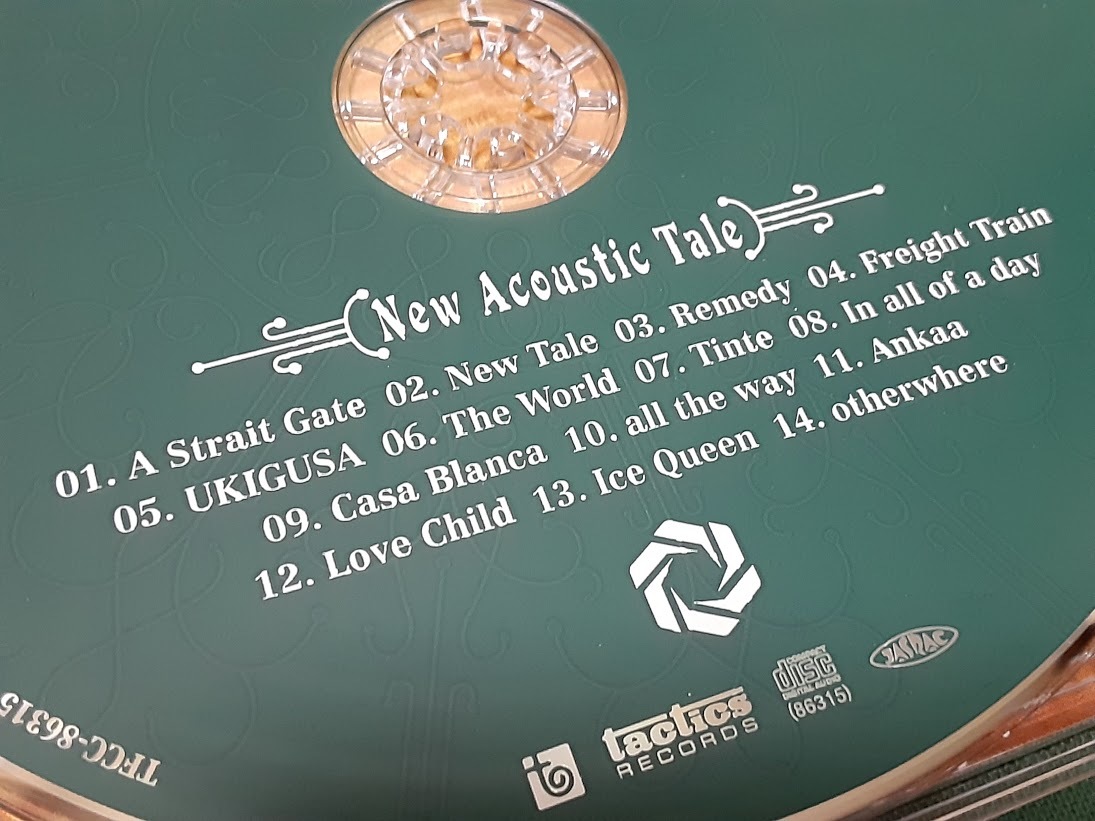 New Acoustic Tale
01. A Strait Gate 02. New Tale 03. Remedy 04. Freight Train
05. UKIGUSA 06. The World 07. Tinte 08. In all of a day
09. Casa Blanca 10. all the way 11. Ankaa
12. Love Child 13. Ice Queen 14. otherwhere
TFCC-86315
tactics
RECORDS
COMPACT
disc
DIGITAL AUDIO
(86315)
JASRAC